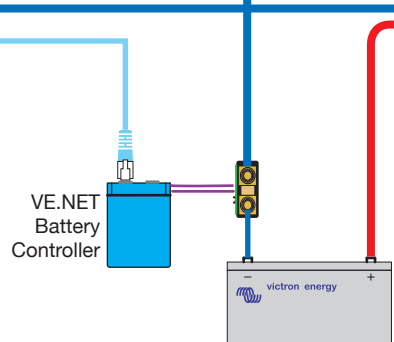 VE.NET
Battery
Controller
− +
victron energy